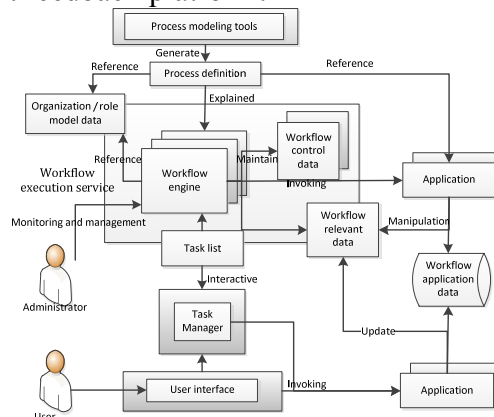 Process modeling tools
Generate
Reference
Process definition
Reference
Explained
Organization / role
model data
Workflow
control
data
Reference
Maintain
Workflow
engine
Workflow
execution service
Invoking
Application
Monitoring and management
Workflow
relevant
data
Manipulation
Task list
Workflow
application
data
Interactive
Administrator
Task
Manager
Update
User interface
Invoking
Application
User